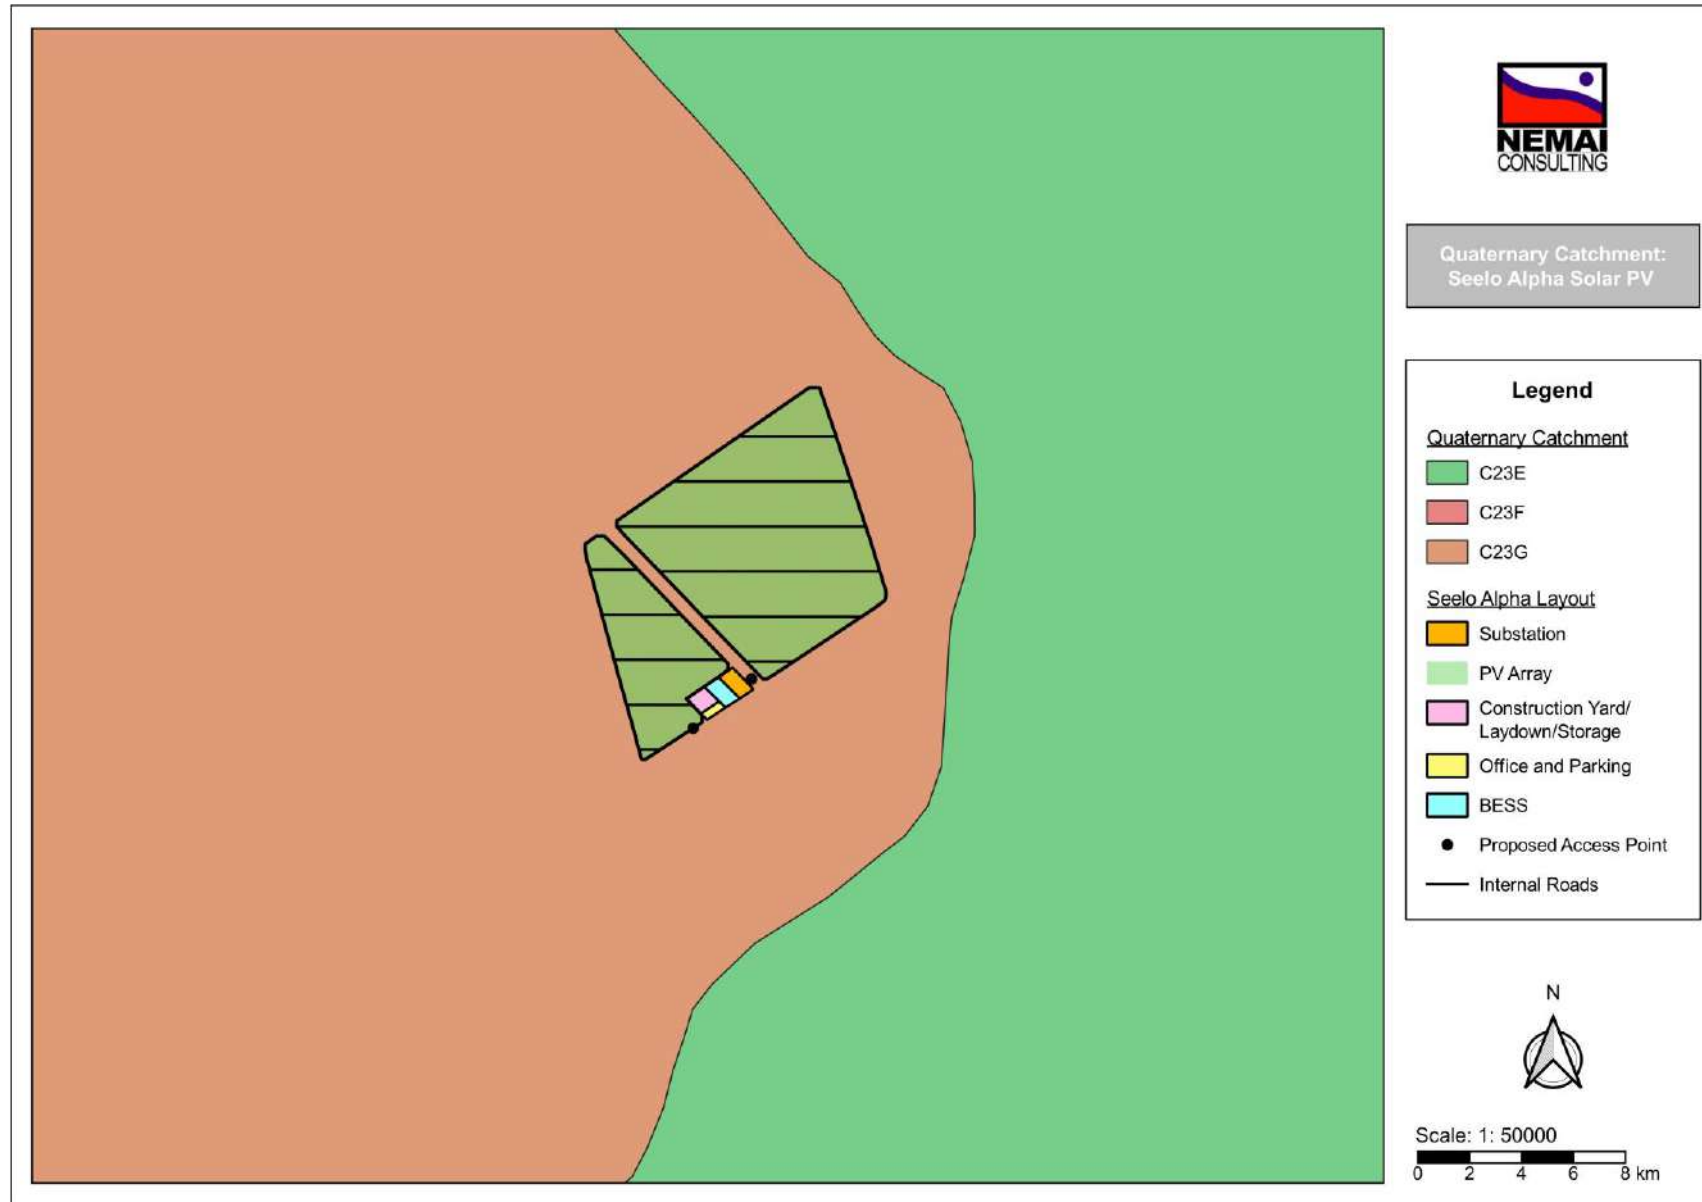 NEMAI
CONSULTING
Quaternary Catchment:
Seelo Alpha Solar PV
Legend
Quaternary Catchment
C23E
C23F
C23G
Seelo Alpha Layout
Substation
PV Array
Construction Yard/
Laydown/Storage
Office and Parking
BESS
Proposed Access Point
Internal Roads
N
Scale: 1: 50000
0 2 4 6 8 km